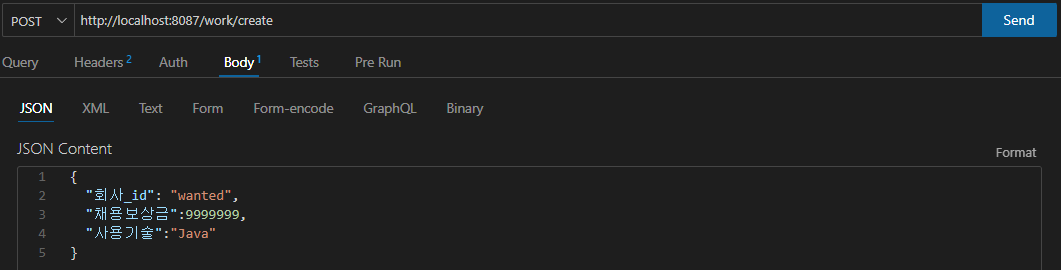 POST http://localhost:8087/work/create Send
Query Headers 2 Auth Body 1 Tests Pre Run
JSON XML Text Form Form-encode GraphQL Binary
JSON Content Format
1 {
2 "회사_id": "wanted",
3 "채용보상금":9999999,
4 "사용기술":"Java"
5 }